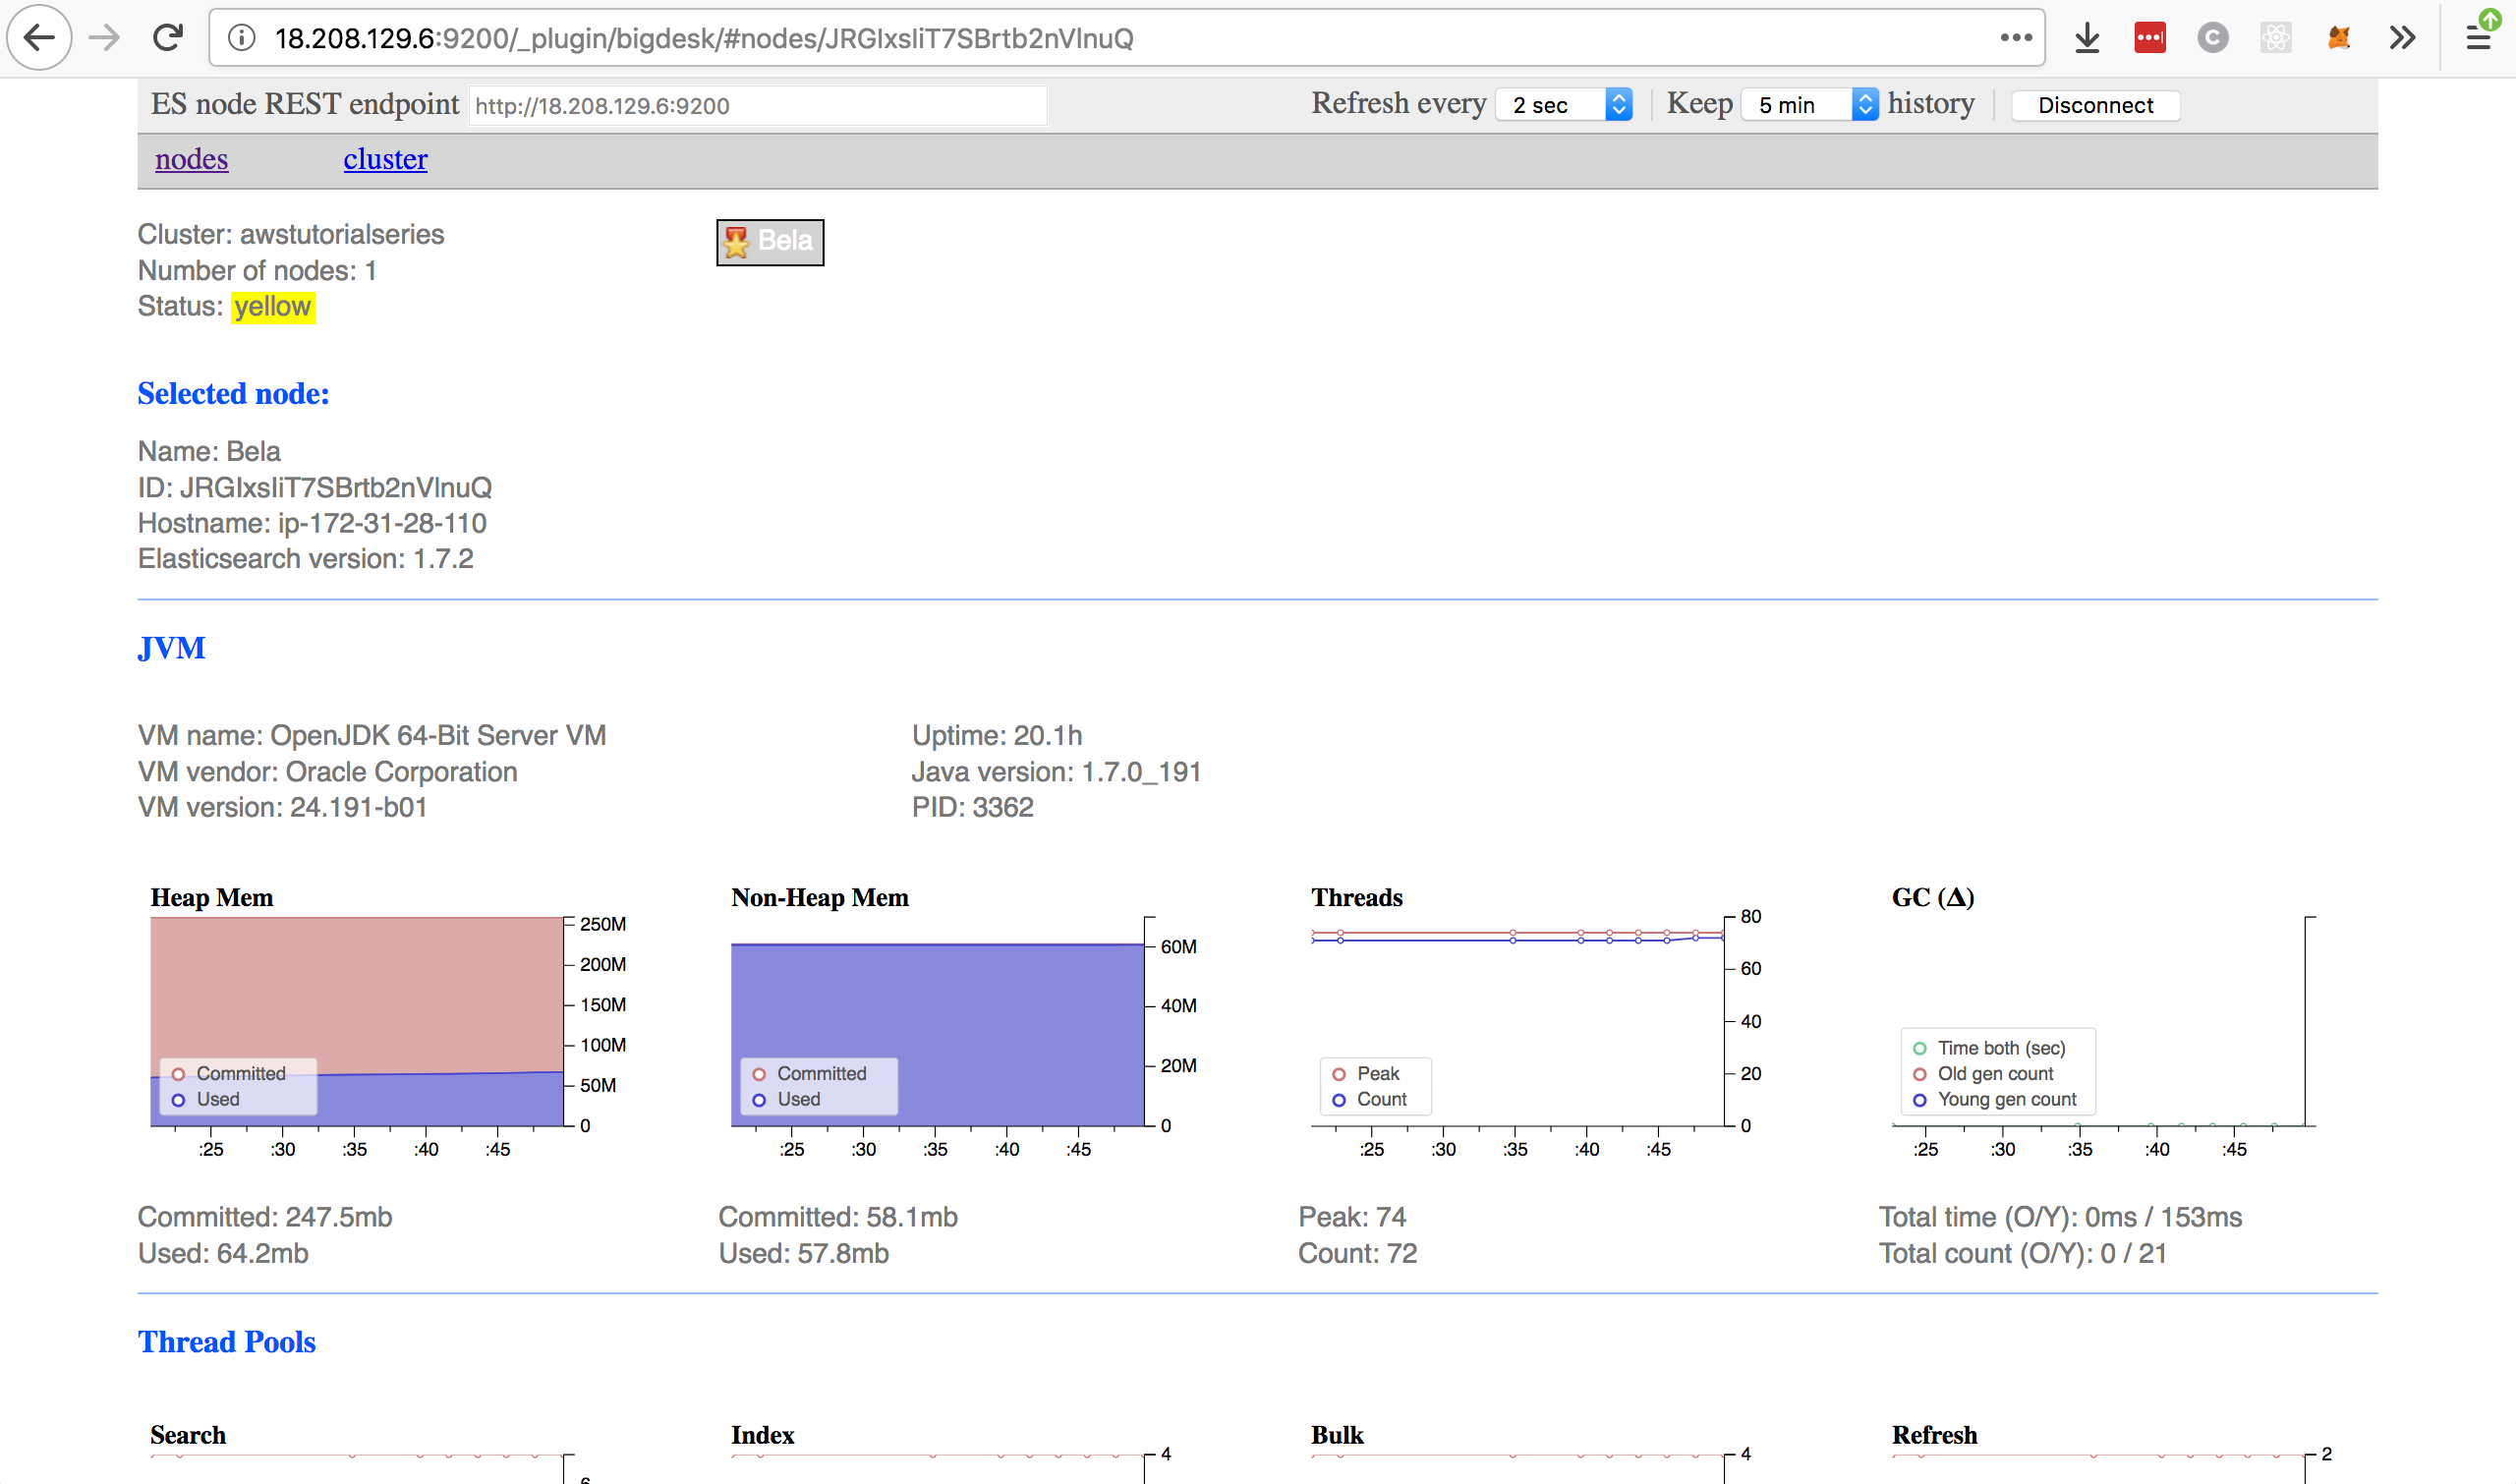 18.208.129.6:9200/_plugin/bigdesk/#nodes/JRGIxsIiT7SBrtb2nVlnuQ
ES node REST endpoint http://18.208.129.6:9200 Refresh every 2 sec Keep 5 min history Disconnect
nodes cluster
Cluster: awstutorialseries
Number of nodes: 1
Status: yellow
Bela
Selected node:
Name: Bela
ID: JRGIxsIiT7SBrtb2nVlnuQ
Hostname: ip-172-31-28-110
Elasticsearch version: 1.7.2
JVM
VM name: OpenJDK 64-Bit Server VM
VM vendor: Oracle Corporation
VM version: 24.191-b01
Uptime: 20.1h
Java version: 1.7.0_191
PID: 3362
Heap Mem
250M
200M
150M
100M
50M
0
Committed
Used
:25 :30 :35 :40 :45
Committed: 247.5mb
Used: 64.2mb
Non-Heap Mem
60M
40M
20M
0
Committed
Used
:25 :30 :35 :40 :45
Committed: 58.1mb
Used: 57.8mb
Threads
80
60
40
20
0
Peak
Count
:25 :30 :35 :40 :45
Peak: 74
Count: 72
GC (Δ)
Time both (sec)
Old gen count
Young gen count
:25 :30 :35 :40 :45
Total time (O/Y): 0ms / 153ms
Total count (O/Y): 0 / 21
Thread Pools
Search
Index
4
Bulk
4
Refresh
2